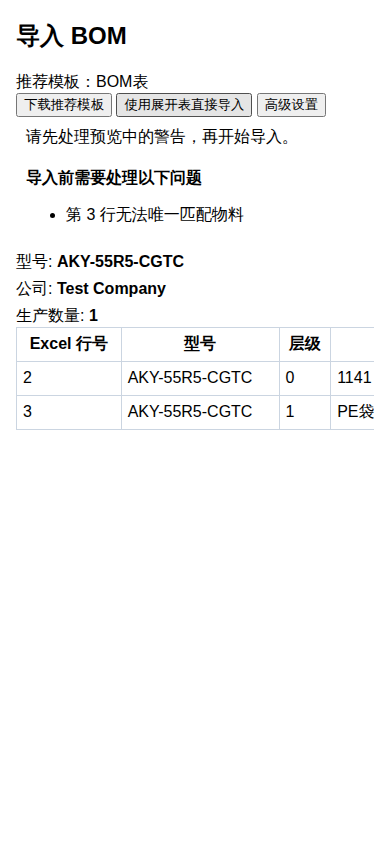 导入 BOM
推荐模板：BOM表
下载推荐模板 使用展开表直接导入 高级设置
请先处理预览中的警告，再开始导入。
导入前需要处理以下问题
第 3 行无法唯一匹配物料
型号: AKY-55R5-CGTC
公司: Test Company
生产数量: 1
Excel 行号 型号 层级
2 AKY-55R5-CGTC 0 1141
3 AKY-55R5-CGTC 1 PE袋